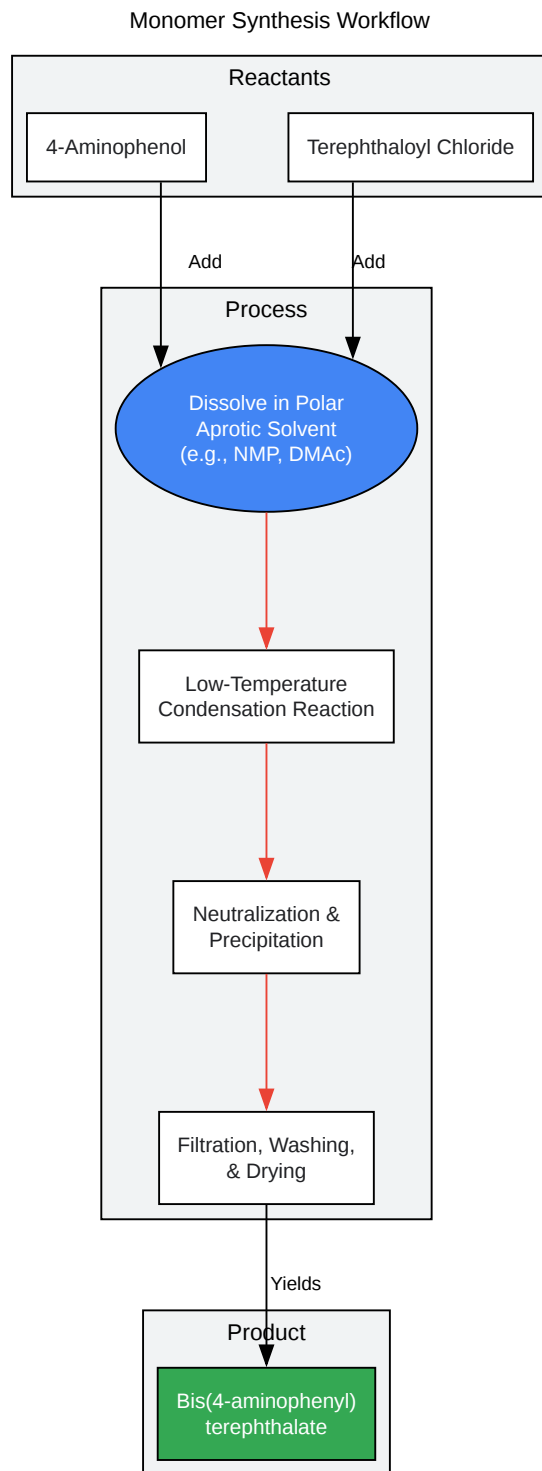 Monomer Synthesis Workflow
Reactants
4-Aminophenol
Terephthaloyl Chloride
Add
Add
Process
Dissolve in Polar
Aprotic Solvent
(e.g., NMP, DMAc)
Low-Temperature
Condensation Reaction
Neutralization &
Precipitation
Filtration, Washing,
& Drying
Yields
Product
Bis(4-aminophenyl)
terephthalate